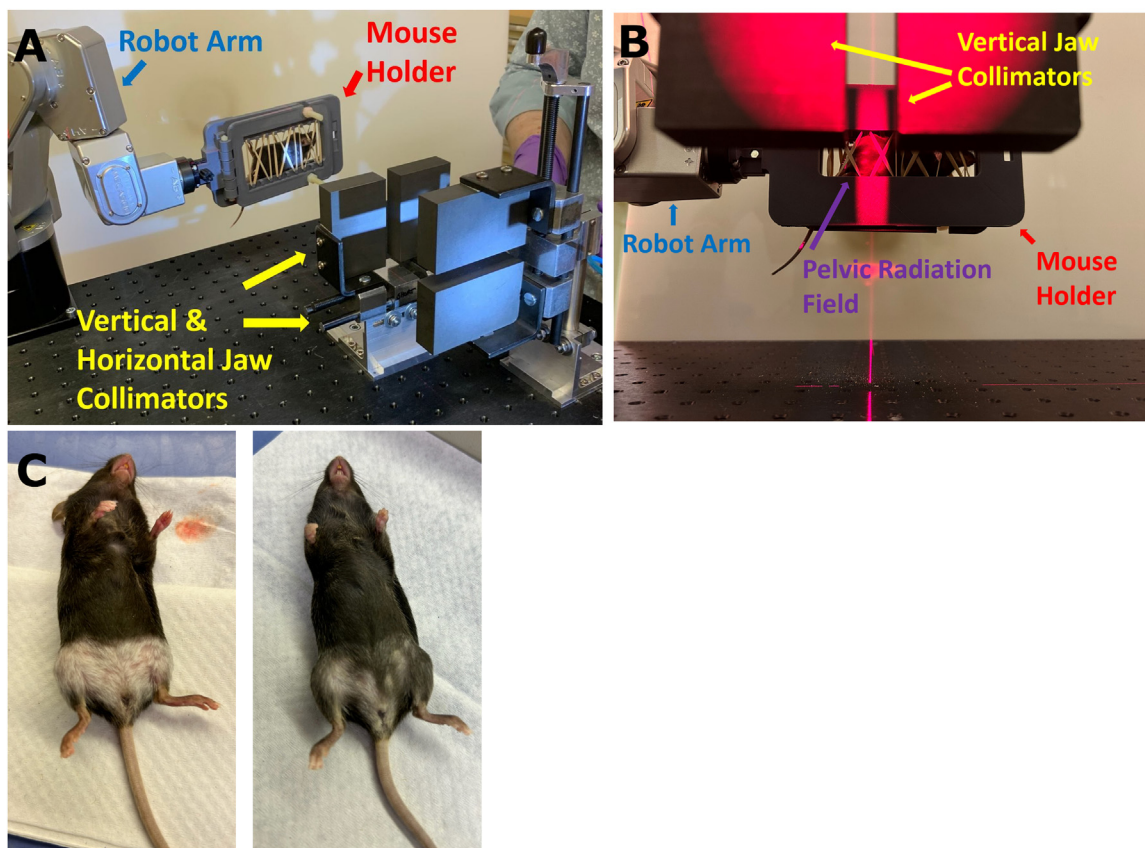 A
Robot Arm
Mouse
Holder
Vertical &
Horizontal Jaw
Collimators
B
Vertical Jaw
Collimators
Robot Arm
Pelvic Radiation
Field
Mouse
Holder
C